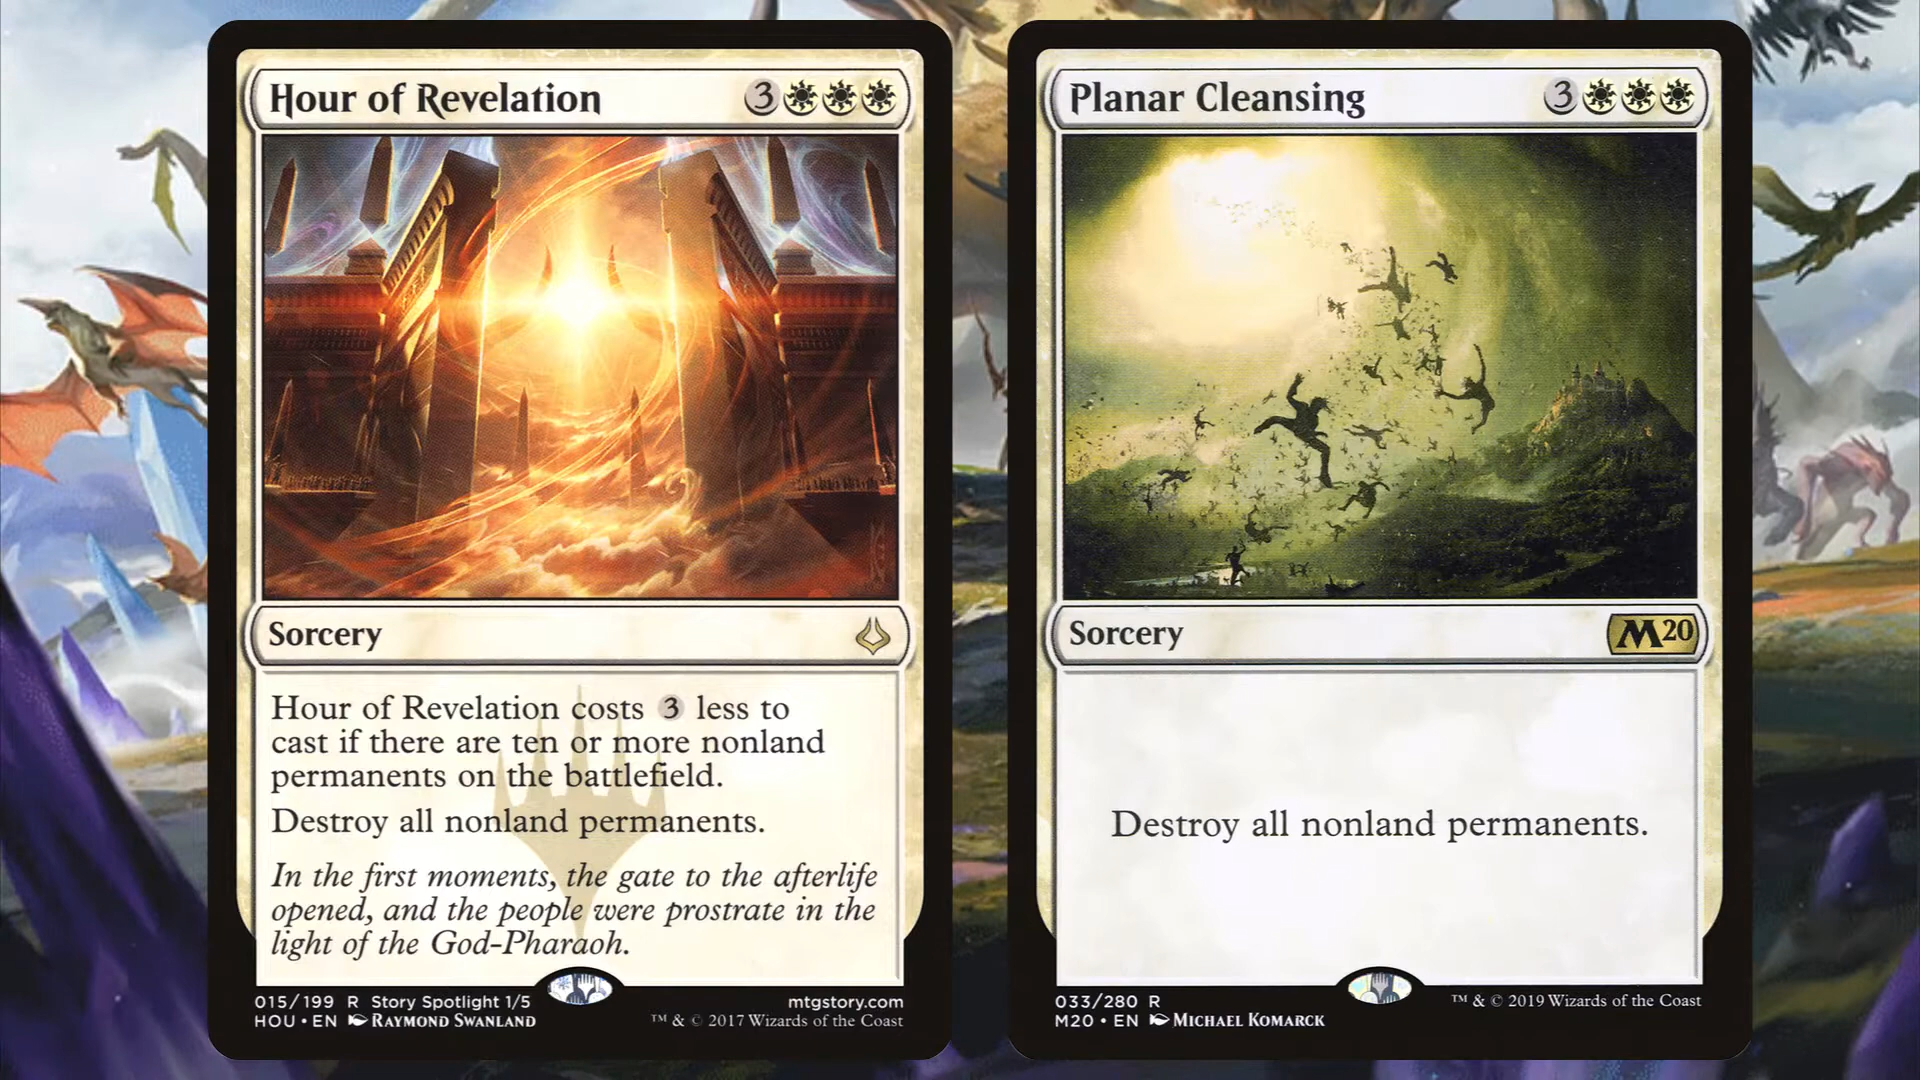 Hour of Revelation 3
Sorcery
Hour of Revelation costs 3 less to
cast if there are ten or more nonland
permanents on the battlefield.
Destroy all nonland permanents.
In the first moments, the gate to the afterlife
opened, and the people were prostrate in the
light of the God-Pharaoh.
015/199 R Story Spotlight 1/5
HOU • EN RAYMOND SWANLAND
mtgstory.com
™ & © 2017 Wizards of the Coast
Planar Cleansing 3
Sorcery M20
Destroy all nonland permanents.
033/280 R
M20 • EN MICHAEL KOMARCK
™ & © 2019 Wizards of the Coast